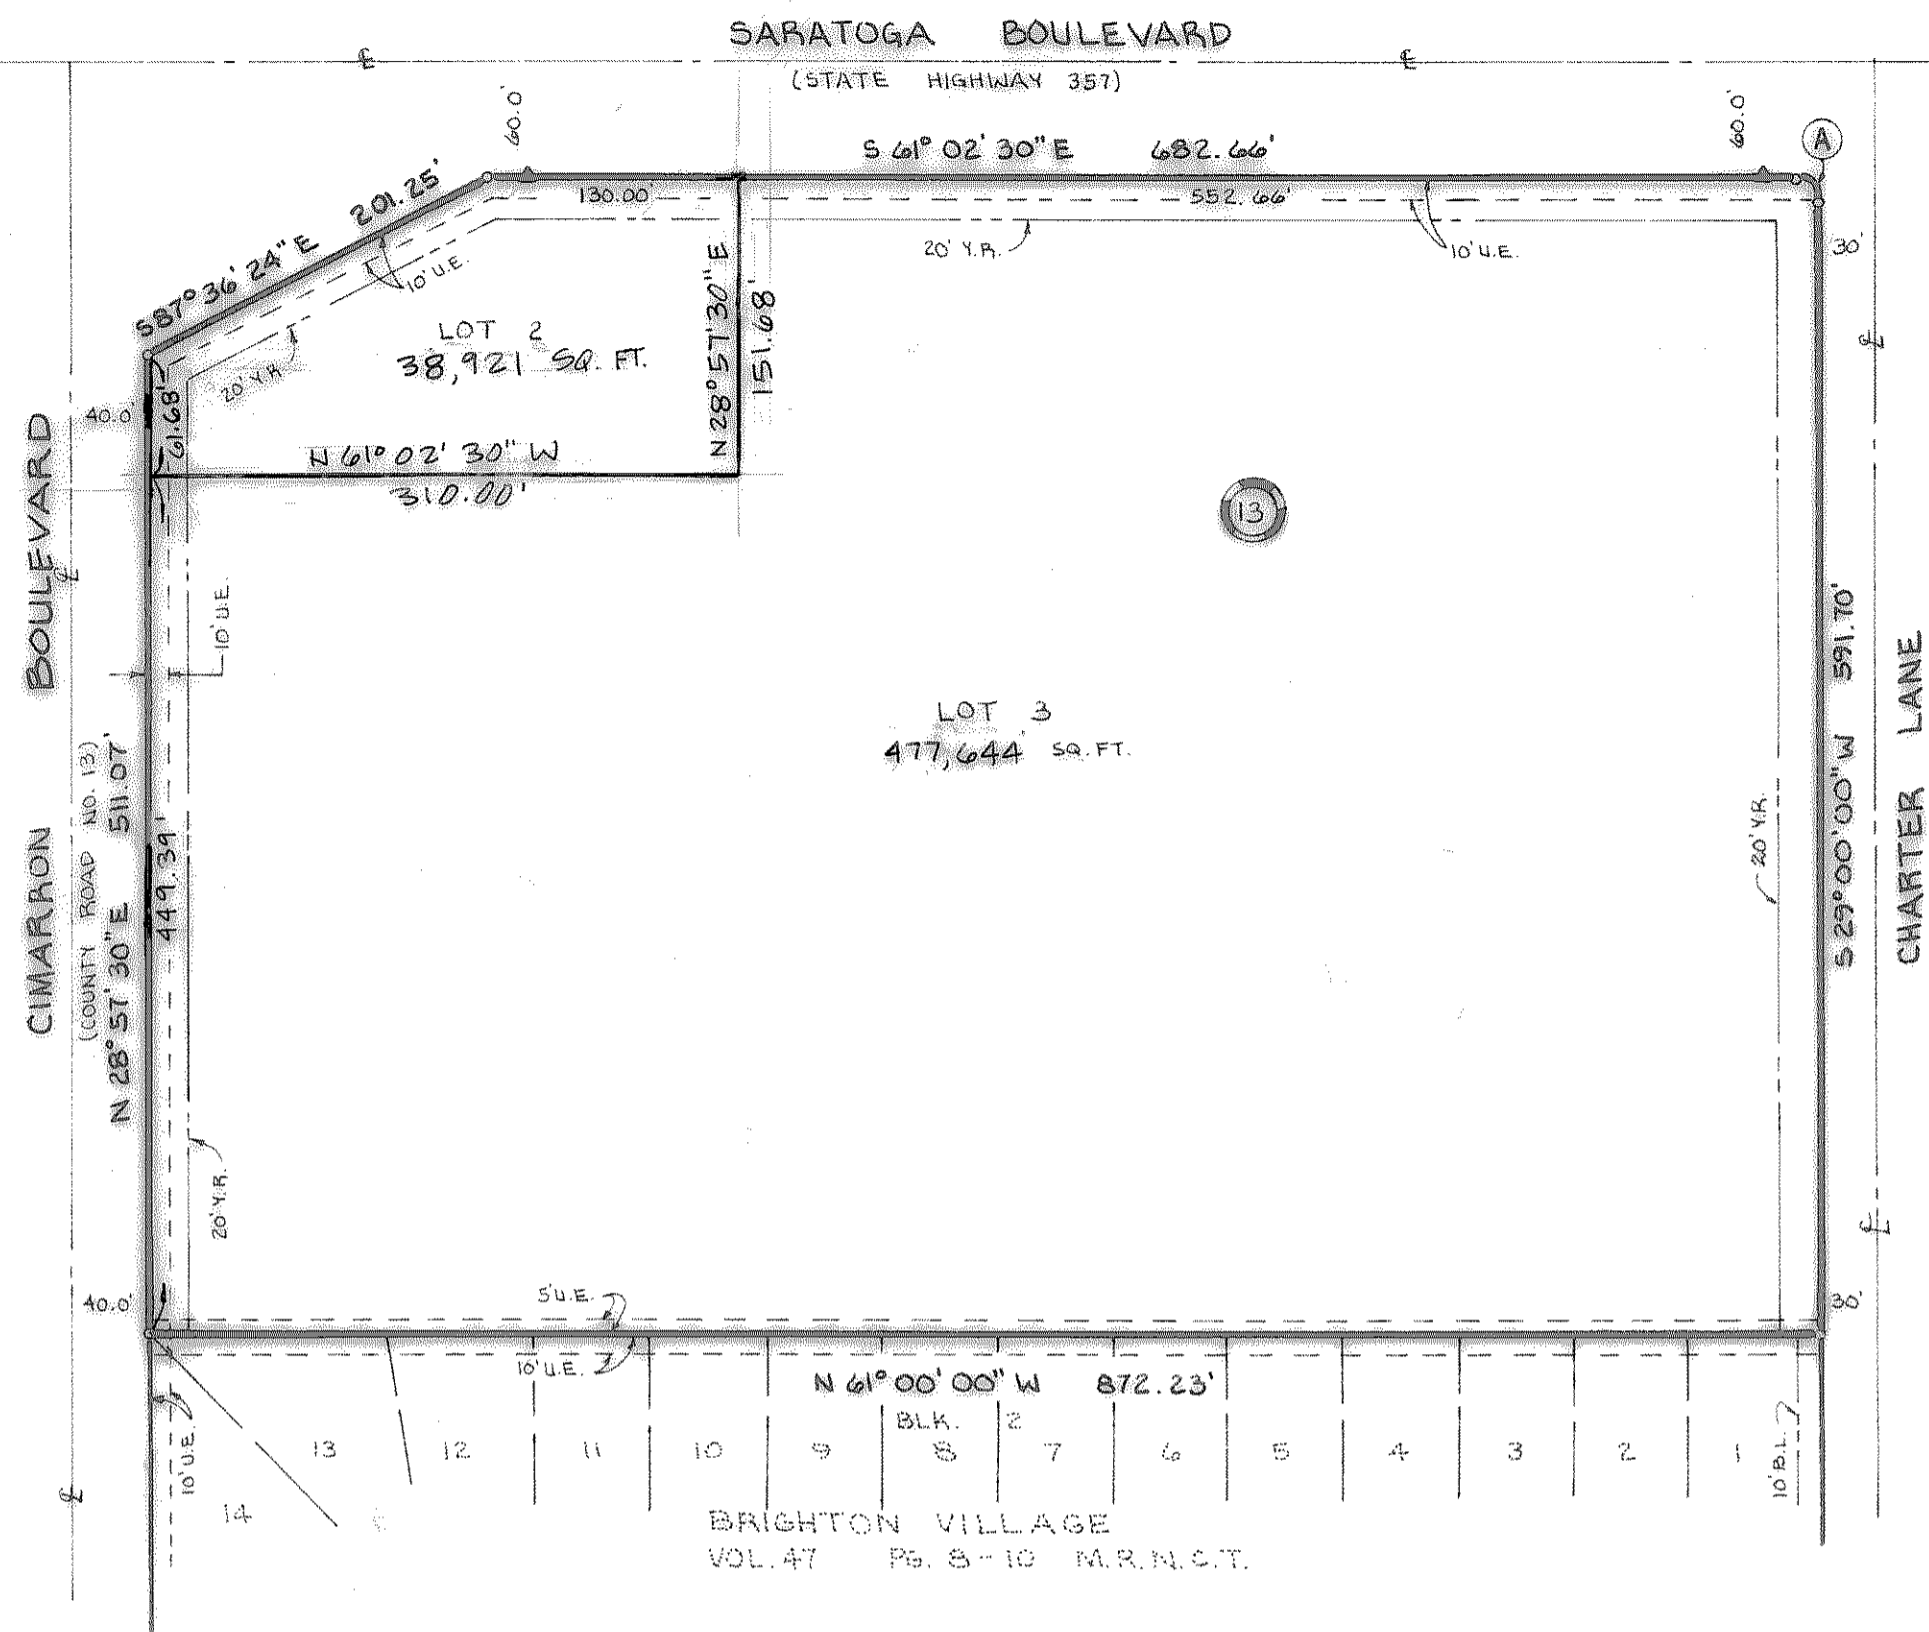 SARATOGA BOULEVARD
(STATE HIGHWAY 357)
60.0'
60.0'
A
S 61° 02' 30" E 682.66'
130.00'
552.66'
S 87° 36' 24" E 201.25'
10' U.E.
20' Y.R.
20' Y.R.
10' U.E.
30'
LOT 2
38,921 SQ. FT.
N 28° 57' 30" E
151.68'
40.0'
61.68'
N 61° 02' 30" W
310.00'
13
10' U.E.
CIMARRON BOULEVARD
(COUNTY ROAD NO. 13)
N 28° 57' 30" E 511.07'
449.39'
LOT 3
477,644 SQ. FT.
20' Y.R.
S 29° 00' 00" W 591.70'
CHARTER LANE
20' Y.R.
40.0'
5' U.E.
30'
10' U.E.
N 61° 00' 00" W 872.23'
BLK. 2
10' U.E.
14 13 12 11 10 9 8 7 6 5 4 3 2 1
10' B.L.
BRIGHTON VILLAGE
VOL. 47 PG. 8-10 M.R.N.C.T.